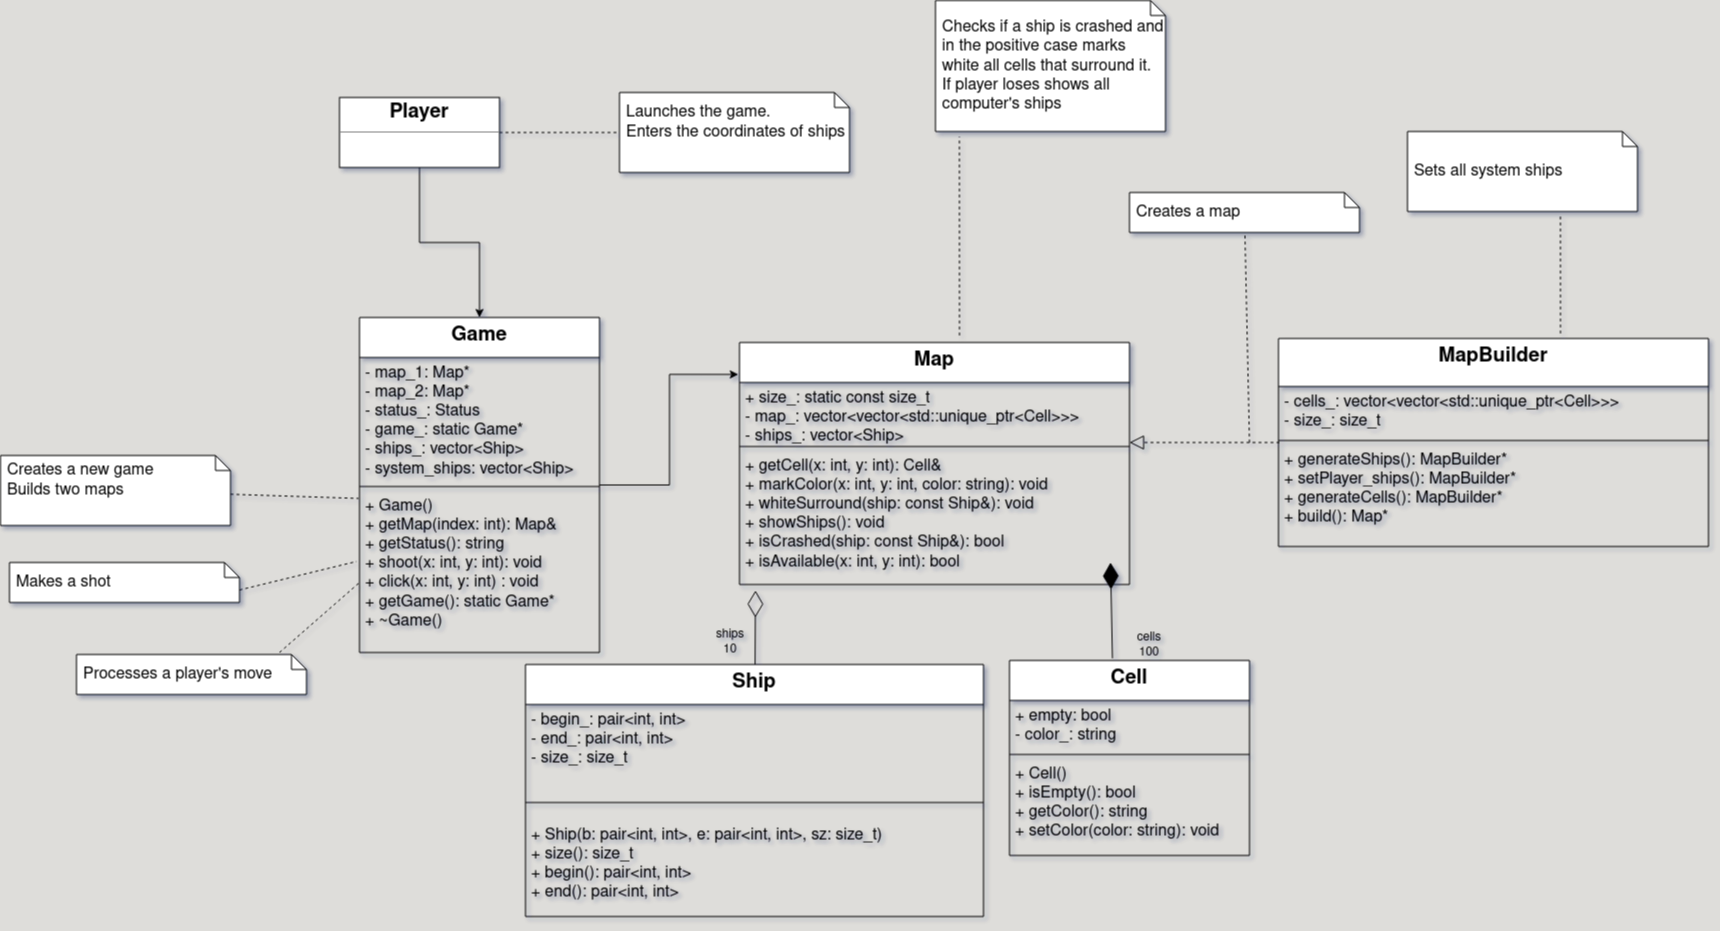 Checks if a ship is crashed and
in the positive case marks
white all cells that surround it.
If player loses shows all
computer's ships
Player
Launches the game.
Enters the coordinates of ships
Sets all system ships
Creates a map
Game
- map_1: Map*
- map_2: Map*
- status_: Status
- game_: static Game*
- ships_: vector<Ship>
- system_ships: vector<Ship>
+ Game()
+ getMap(index: int): Map&
+ getStatus(): string
+ shoot(x: int, y: int): void
+ click(x: int, y: int) : void
+ getGame(): static Game*
+ ~Game()
Creates a new game
Builds two maps
Makes a shot
Processes a player's move
Map
+ size_: static const size_t
- map_: vector<vector<std::unique_ptr<Cell>>>
- ships_: vector<Ship>
+ getCell(x: int, y: int): Cell&
+ markColor(x: int, y: int, color: string): void
+ whiteSurround(ship: const Ship&): void
+ showShips(): void
+ isCrashed(ship: const Ship&): bool
+ isAvailable(x: int, y: int): bool
MapBuilder
- cells_: vector<vector<std::unique_ptr<Cell>>>
- size_: size_t
+ generateShips(): MapBuilder*
+ setPlayer_ships(): MapBuilder*
+ generateCells(): MapBuilder*
+ build(): Map*
ships
10
cells
100
Ship
- begin_: pair<int, int>
- end_: pair<int, int>
- size_: size_t
+ Ship(b: pair<int, int>, e: pair<int, int>, sz: size_t)
+ size(): size_t
+ begin(): pair<int, int>
+ end(): pair<int, int>
Cell
+ empty: bool
- color_: string
+ Cell()
+ isEmpty(): bool
+ getColor(): string
+ setColor(color: string): void